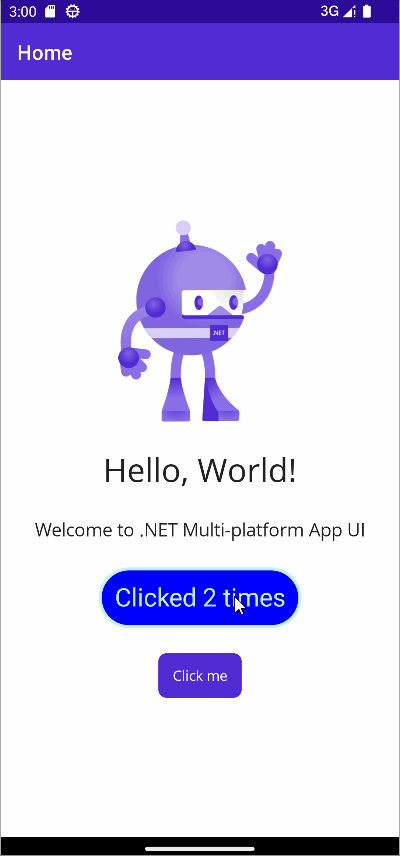 3:00 3G
Home
.NET
Hello, World!
Welcome to .NET Multi-platform App UI
Clicked 2 times
Click me